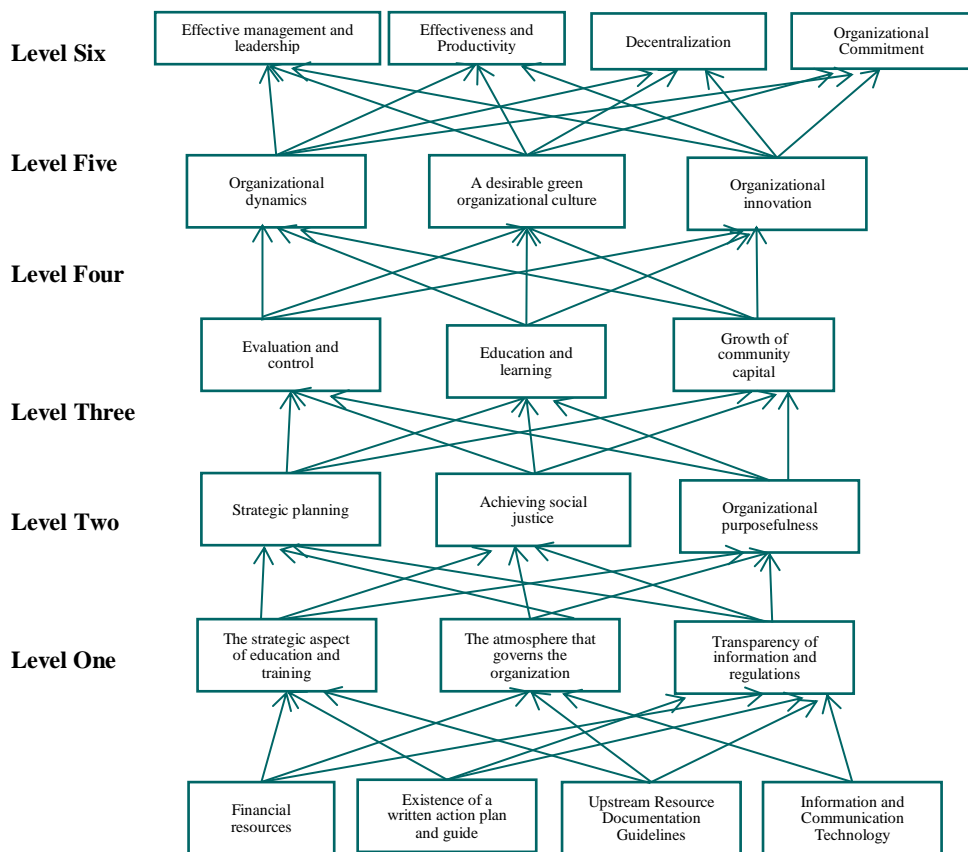 Level Six
Effective management and
leadership
Effectiveness and
Productivity
Decentralization
Organizational
Commitment
Level Five
Organizational
dynamics
A desirable green
organizational culture
Organizational
innovation
Level Four
Evaluation and
control
Education and
learning
Growth of
community
capital
Level Three
Strategic planning
Achieving social
justice
Organizational
purposefulness
Level Two
The strategic aspect
of education and
training
The atmosphere that
governs the
organization
Transparency of
information and
regulations
Level One
Financial
resources
Existence of a
written action plan
and guide
Upstream Resource
Documentation
Guidelines
Information and
Communication
Technology